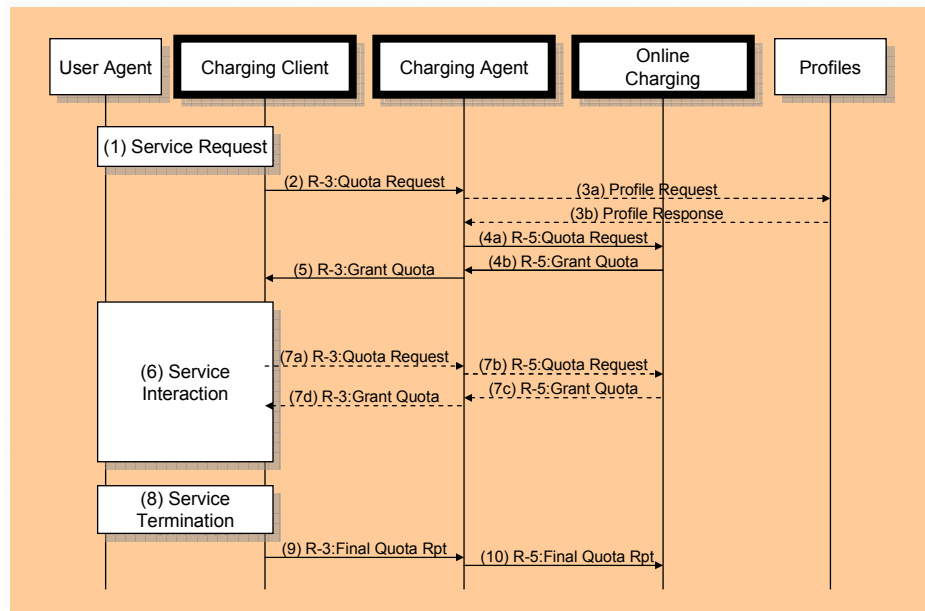 User Agent
Charging Client
Charging Agent
Online
Charging
Profiles
(1) Service Request
(2) R-3:Quota Request
(3a) Profile Request
(3b) Profile Response
(4a) R-5:Quota Request
(4b) R-5:Grant Quota
(5) R-3:Grant Quota
(6) Service
Interaction
(7a) R-3:Quota Request
(7b) R-5:Quota Request
(7c) R-5:Grant Quota
(7d) R-3:Grant Quota
(8) Service
Termination
(9) R-3:Final Quota Rpt
(10) R-5:Final Quota Rpt